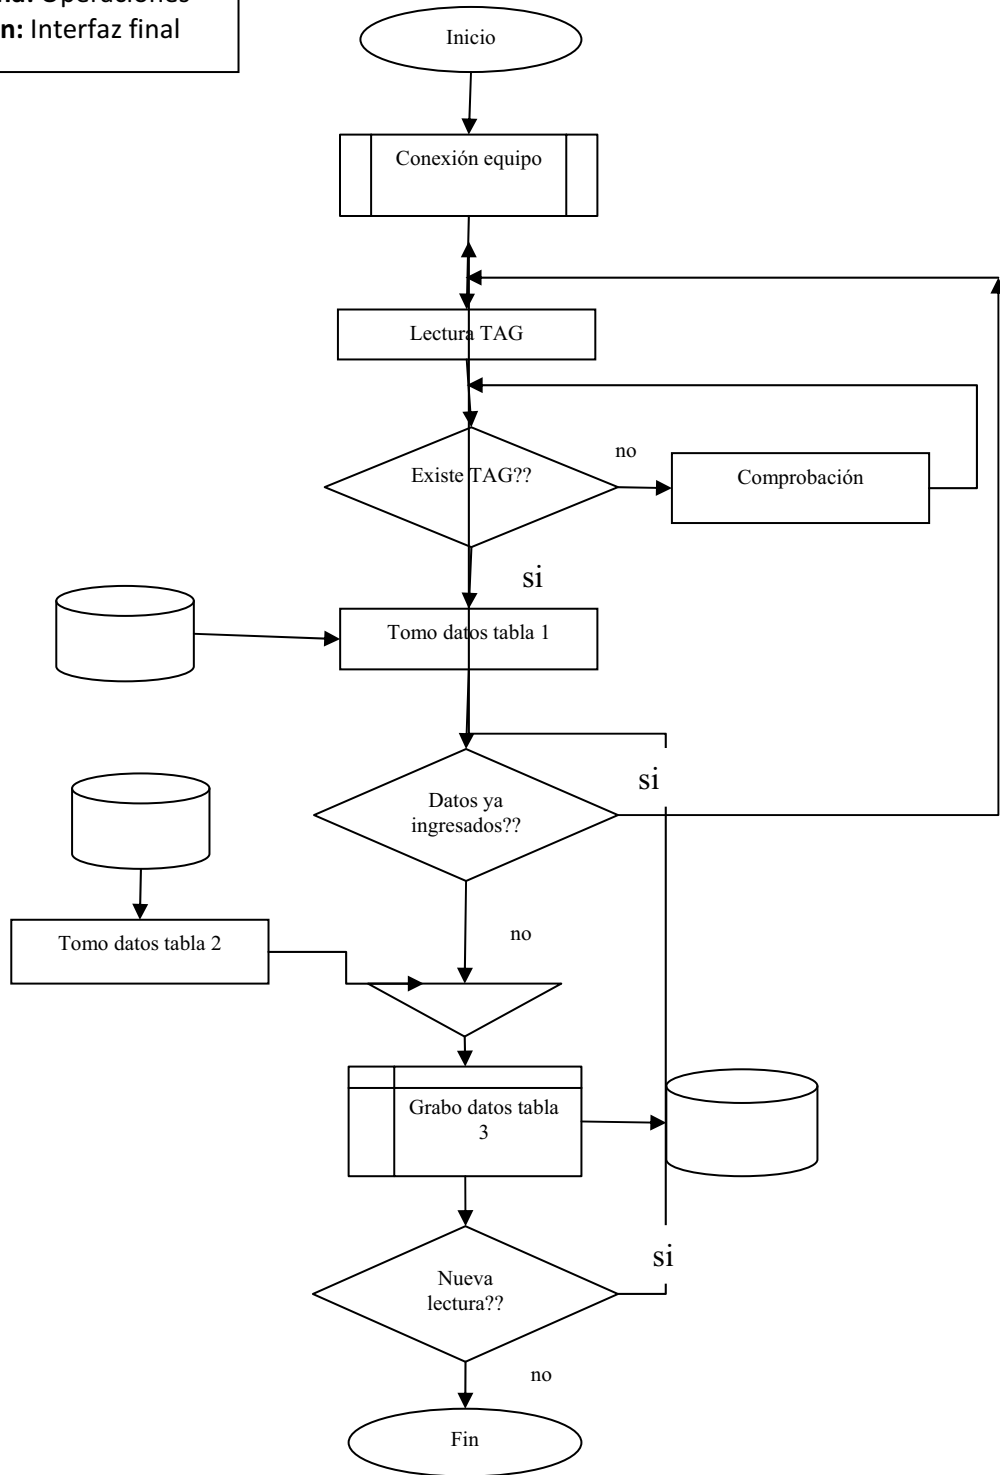 Operaciones
Interfaz final
Inicio
Conexión equipo
Lectura TAG
Existe TAG??
no
Comprobación
si
Tomo datos tabla 1
si
Datos ya
ingresados??
no
Tomo datos tabla 2
Grabo datos tabla
3
si
Nueva
lectura??
no
Fin